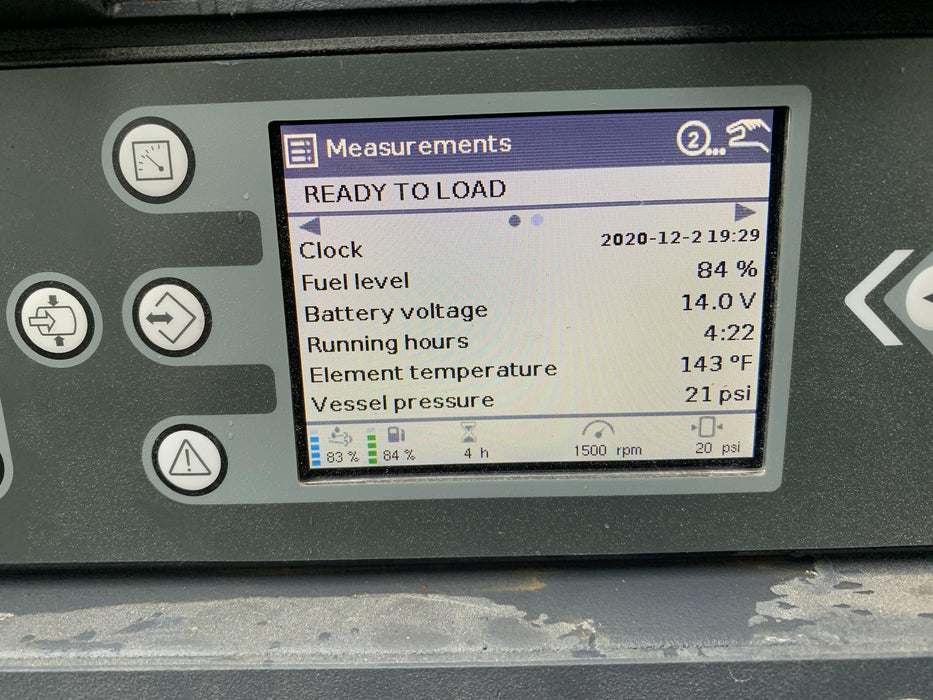 Measurements 2...
READY TO LOAD
Clock 2020-12-2 19:29
Fuel level 84 %
Battery voltage 14.0 V
Running hours 4:22
Element temperature 143 °F
Vessel pressure 21 psi
83 % 84 % 4 h 1500 rpm 20 psi